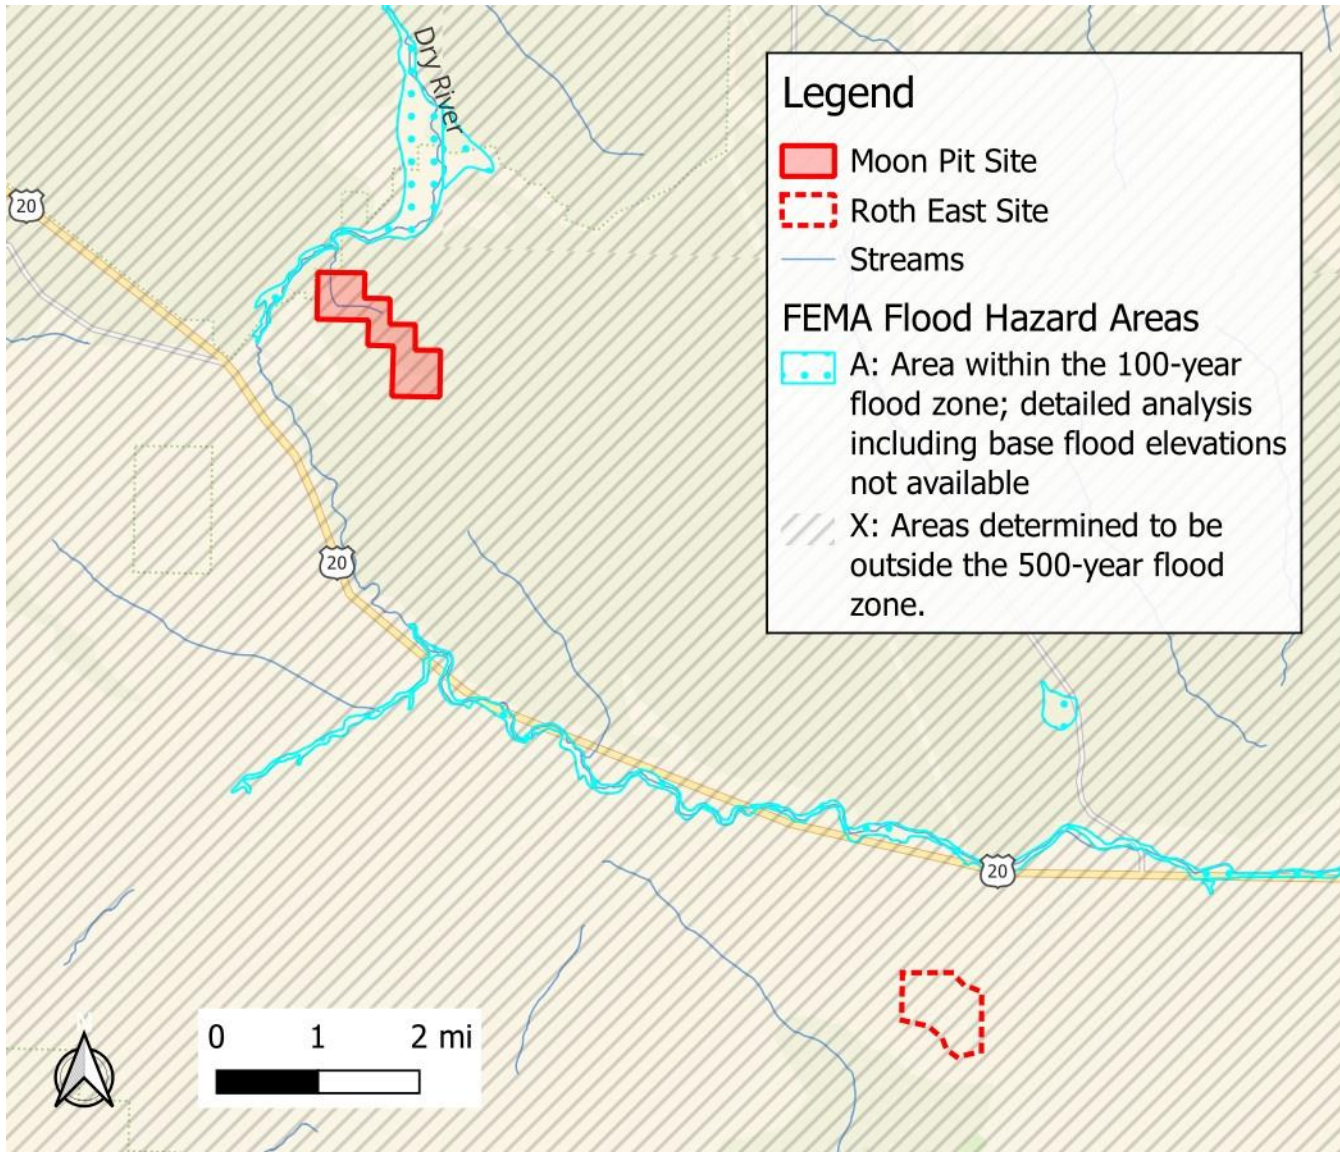 Dry River
20
Legend
Moon Pit Site
Roth East Site
Streams
FEMA Flood Hazard Areas
A: Area within the 100-year
flood zone; detailed analysis
including base flood elevations
not available
X: Areas determined to be
outside the 500-year flood
zone.
20
20
N
0 1 2 mi